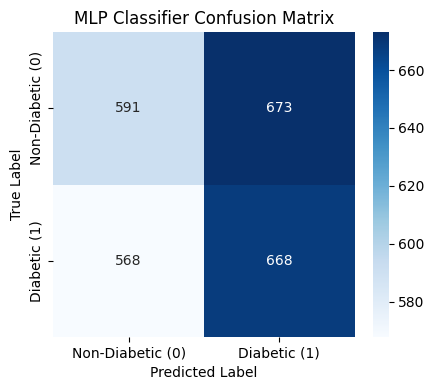 MLP Classifier Confusion Matrix
True Label
Non-Diabetic (0)
Diabetic (1)
591
673
568
668
Non-Diabetic (0)
Diabetic (1)
Predicted Label
660
640
620
600
580